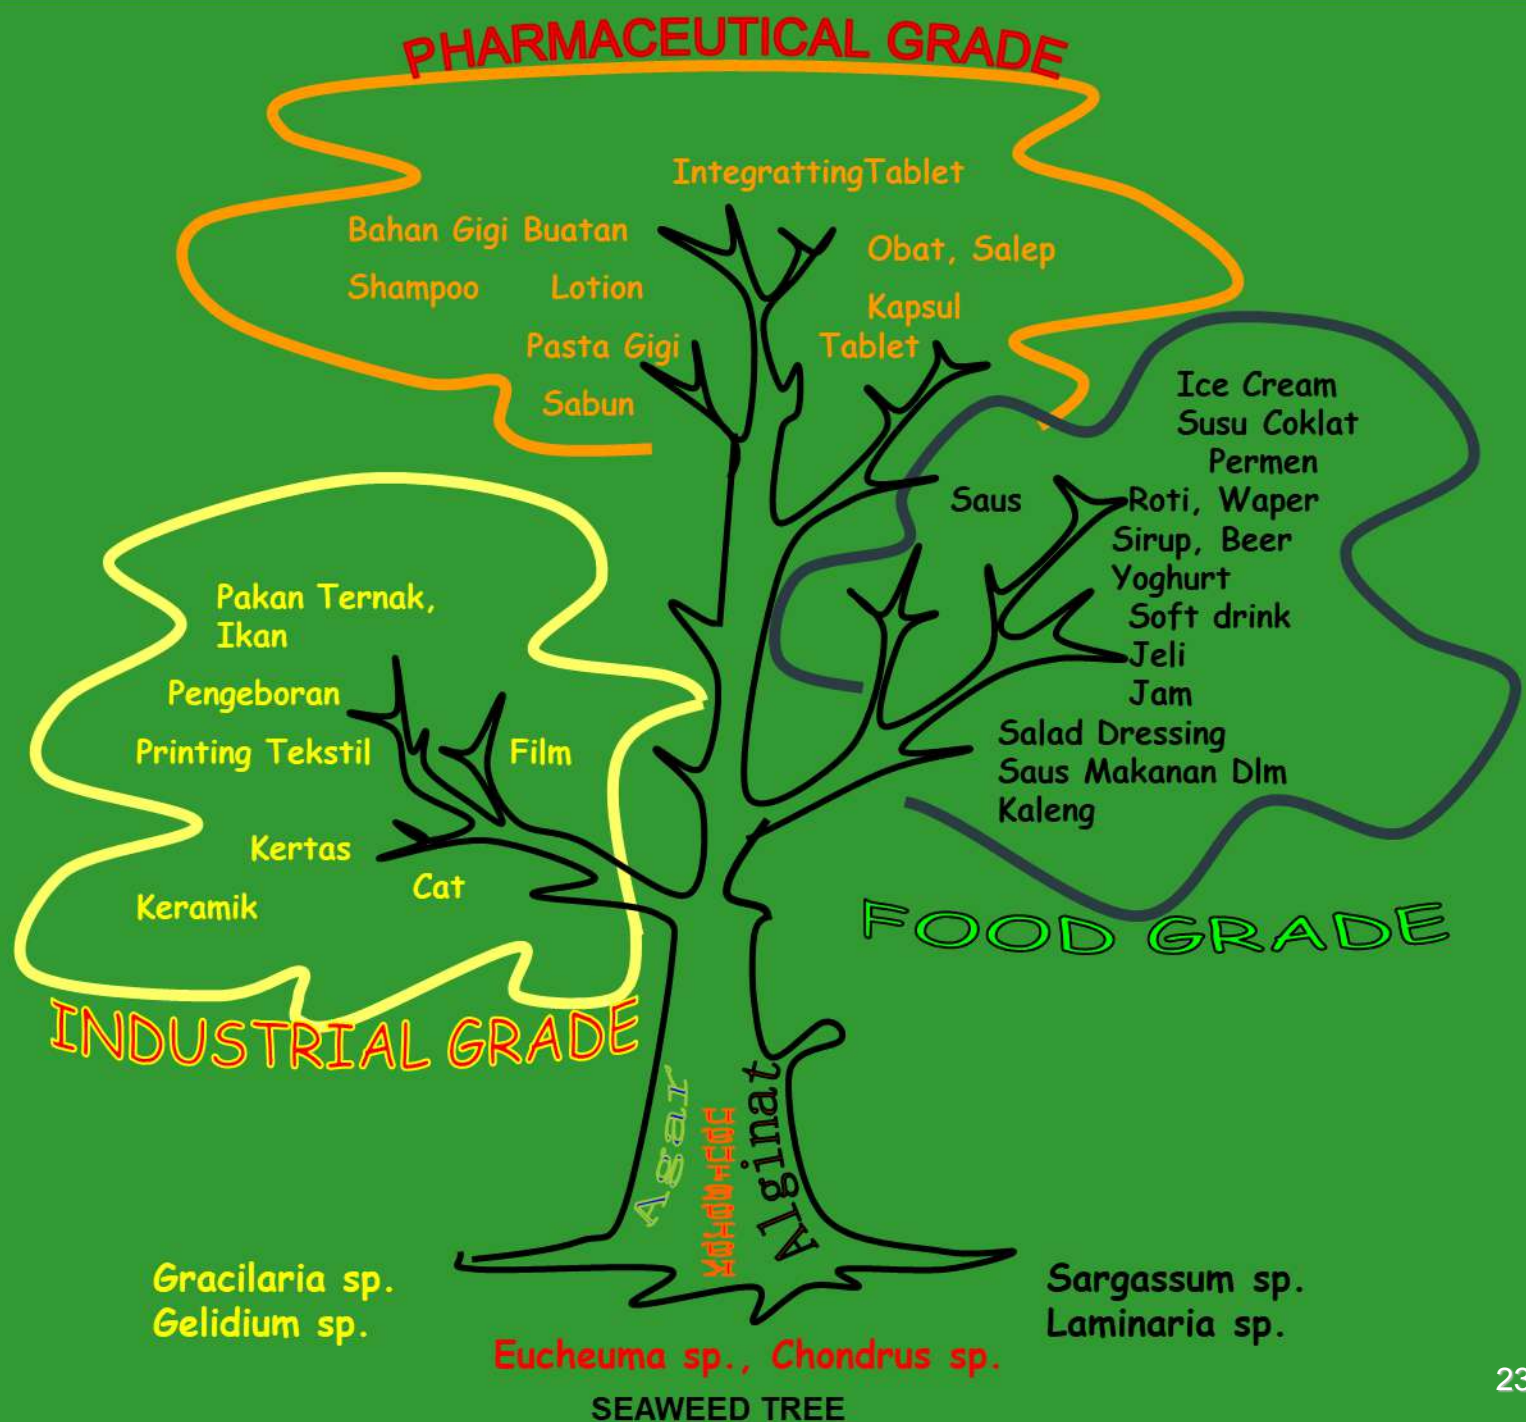 PHARMACEUTICAL GRADE
IntegrattingTablet
Bahan Gigi Buatan
Obat, Salep
Shampoo
Lotion
Kapsul
Pasta Gigi
Tablet
Sabun
Ice Cream
Susu Coklat
Permen
Saus
Roti, Waper
Sirup, Beer
Yoghurt
Soft drink
Jeli
Jam
Salad Dressing
Saus Makanan Dlm
Kaleng
FOOD GRADE
Pakan Ternak,
Ikan
Pengeboran
Printing Tekstil
Film
Kertas
Cat
Keramik
INDUSTRIAL GRADE
Agar
Alginat
Gracilaria sp.
Gelidium sp.
Sargassum sp.
Laminaria sp.
Eucheuma sp., Chondrus sp.
SEAWEED TREE
23